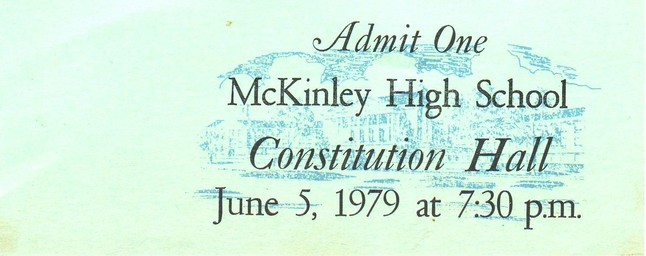 Admit One
McKinley High School
Constitution Hall
June 5, 1979 at 7:30 p.m.